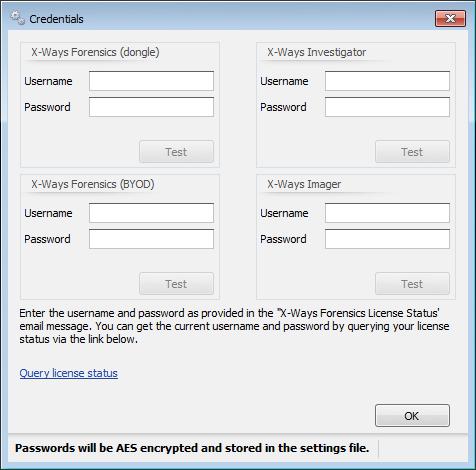 Credentials
X-Ways Forensics (dongle)
Username
Password
Test
X-Ways Investigator
Username
Password
Test
X-Ways Forensics (BYOD)
Username
Password
Test
X-Ways Imager
Username
Password
Test
Enter the username and password as provided in the "X-Ways Forensics License Status'
email message. You can get the current username and password by querying your license
status via the link below.
Query license status
OK
Passwords will be AES encrypted and stored in the settings file.